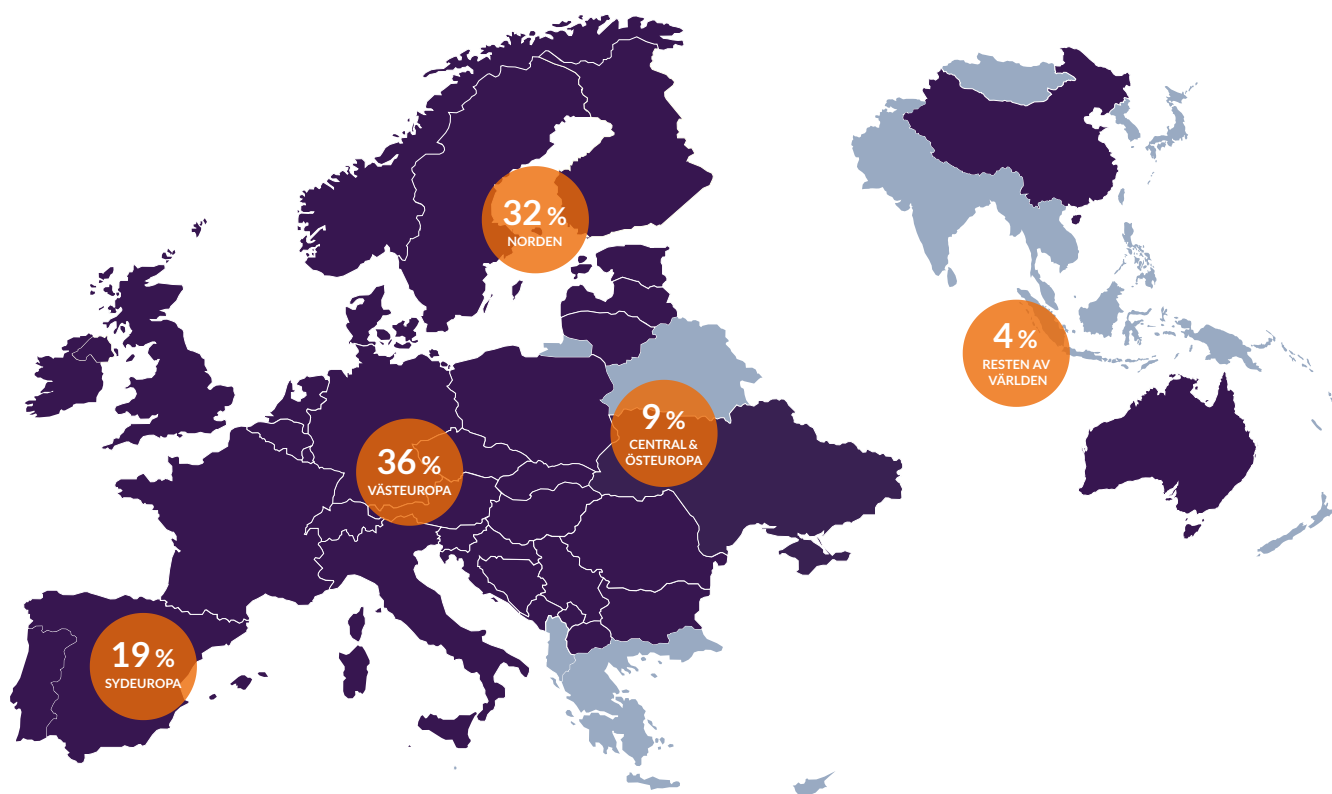 32 %
NORDEN
4 %
RESTEN AV
VÄRLDEN
9 %
CENTRAL &
ÖSTEUROPA
36 %
VÄSTEUROPA
19 %
SYDEUROPA